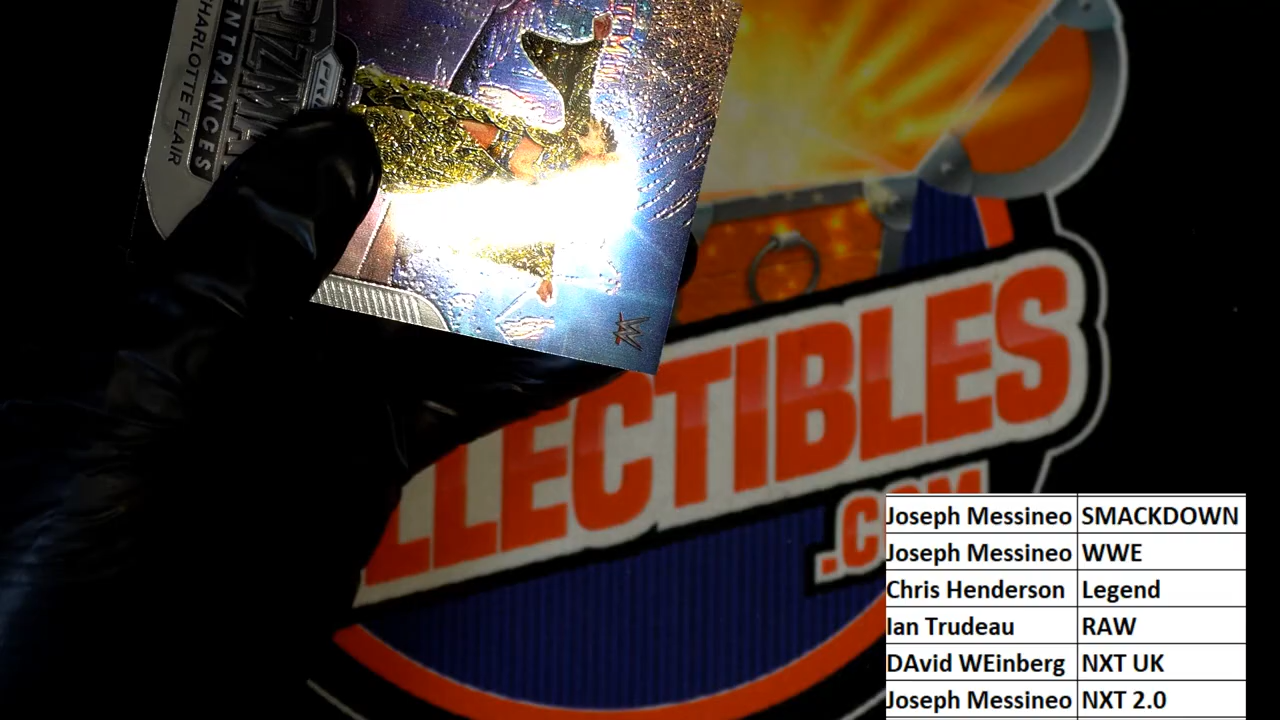 CHARLOTTE FLAIR
ENTRANCES
LLECTIBLES
.COM
Joseph Messineo SMACKDOWN
Joseph Messineo WWE
Chris Henderson Legend
Ian Trudeau RAW
DAvid WEinberg NXT UK
Joseph Messineo NXT 2.0